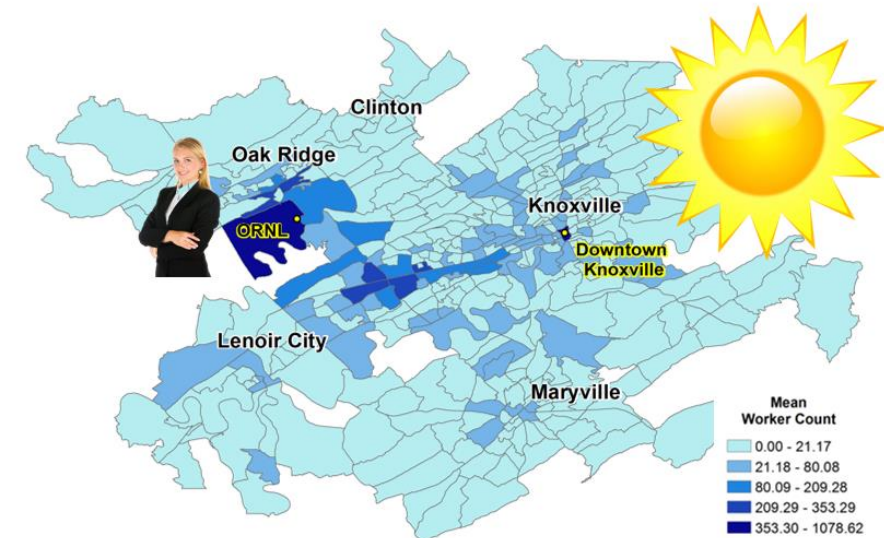 Clinton
Oak Ridge
ORNL
Knoxville
Downtown
Knoxville
Lenoir City
Maryville
Mean
Worker Count
0.00 - 21.17
21.18 - 80.08
80.09 - 209.28
209.29 - 353.29
353.30 - 1078.62